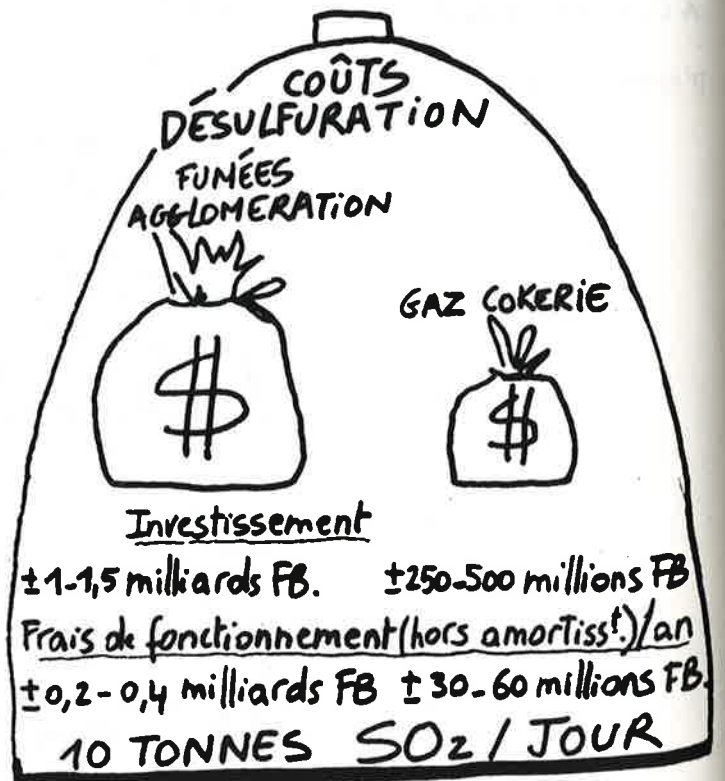 COÛTS
DÉSULFURATION
FUMÉES
AGGLOMERATION
GAZ COKERIE
$
$
Investissement
±1-1,5 milliards FB. ±250-500 millions FB
Frais de fonctionnement (hors amortisst.)/an
±0,2-0,4 milliards FB ±30-60 millions FB.
10 TONNES SO2 / JOUR